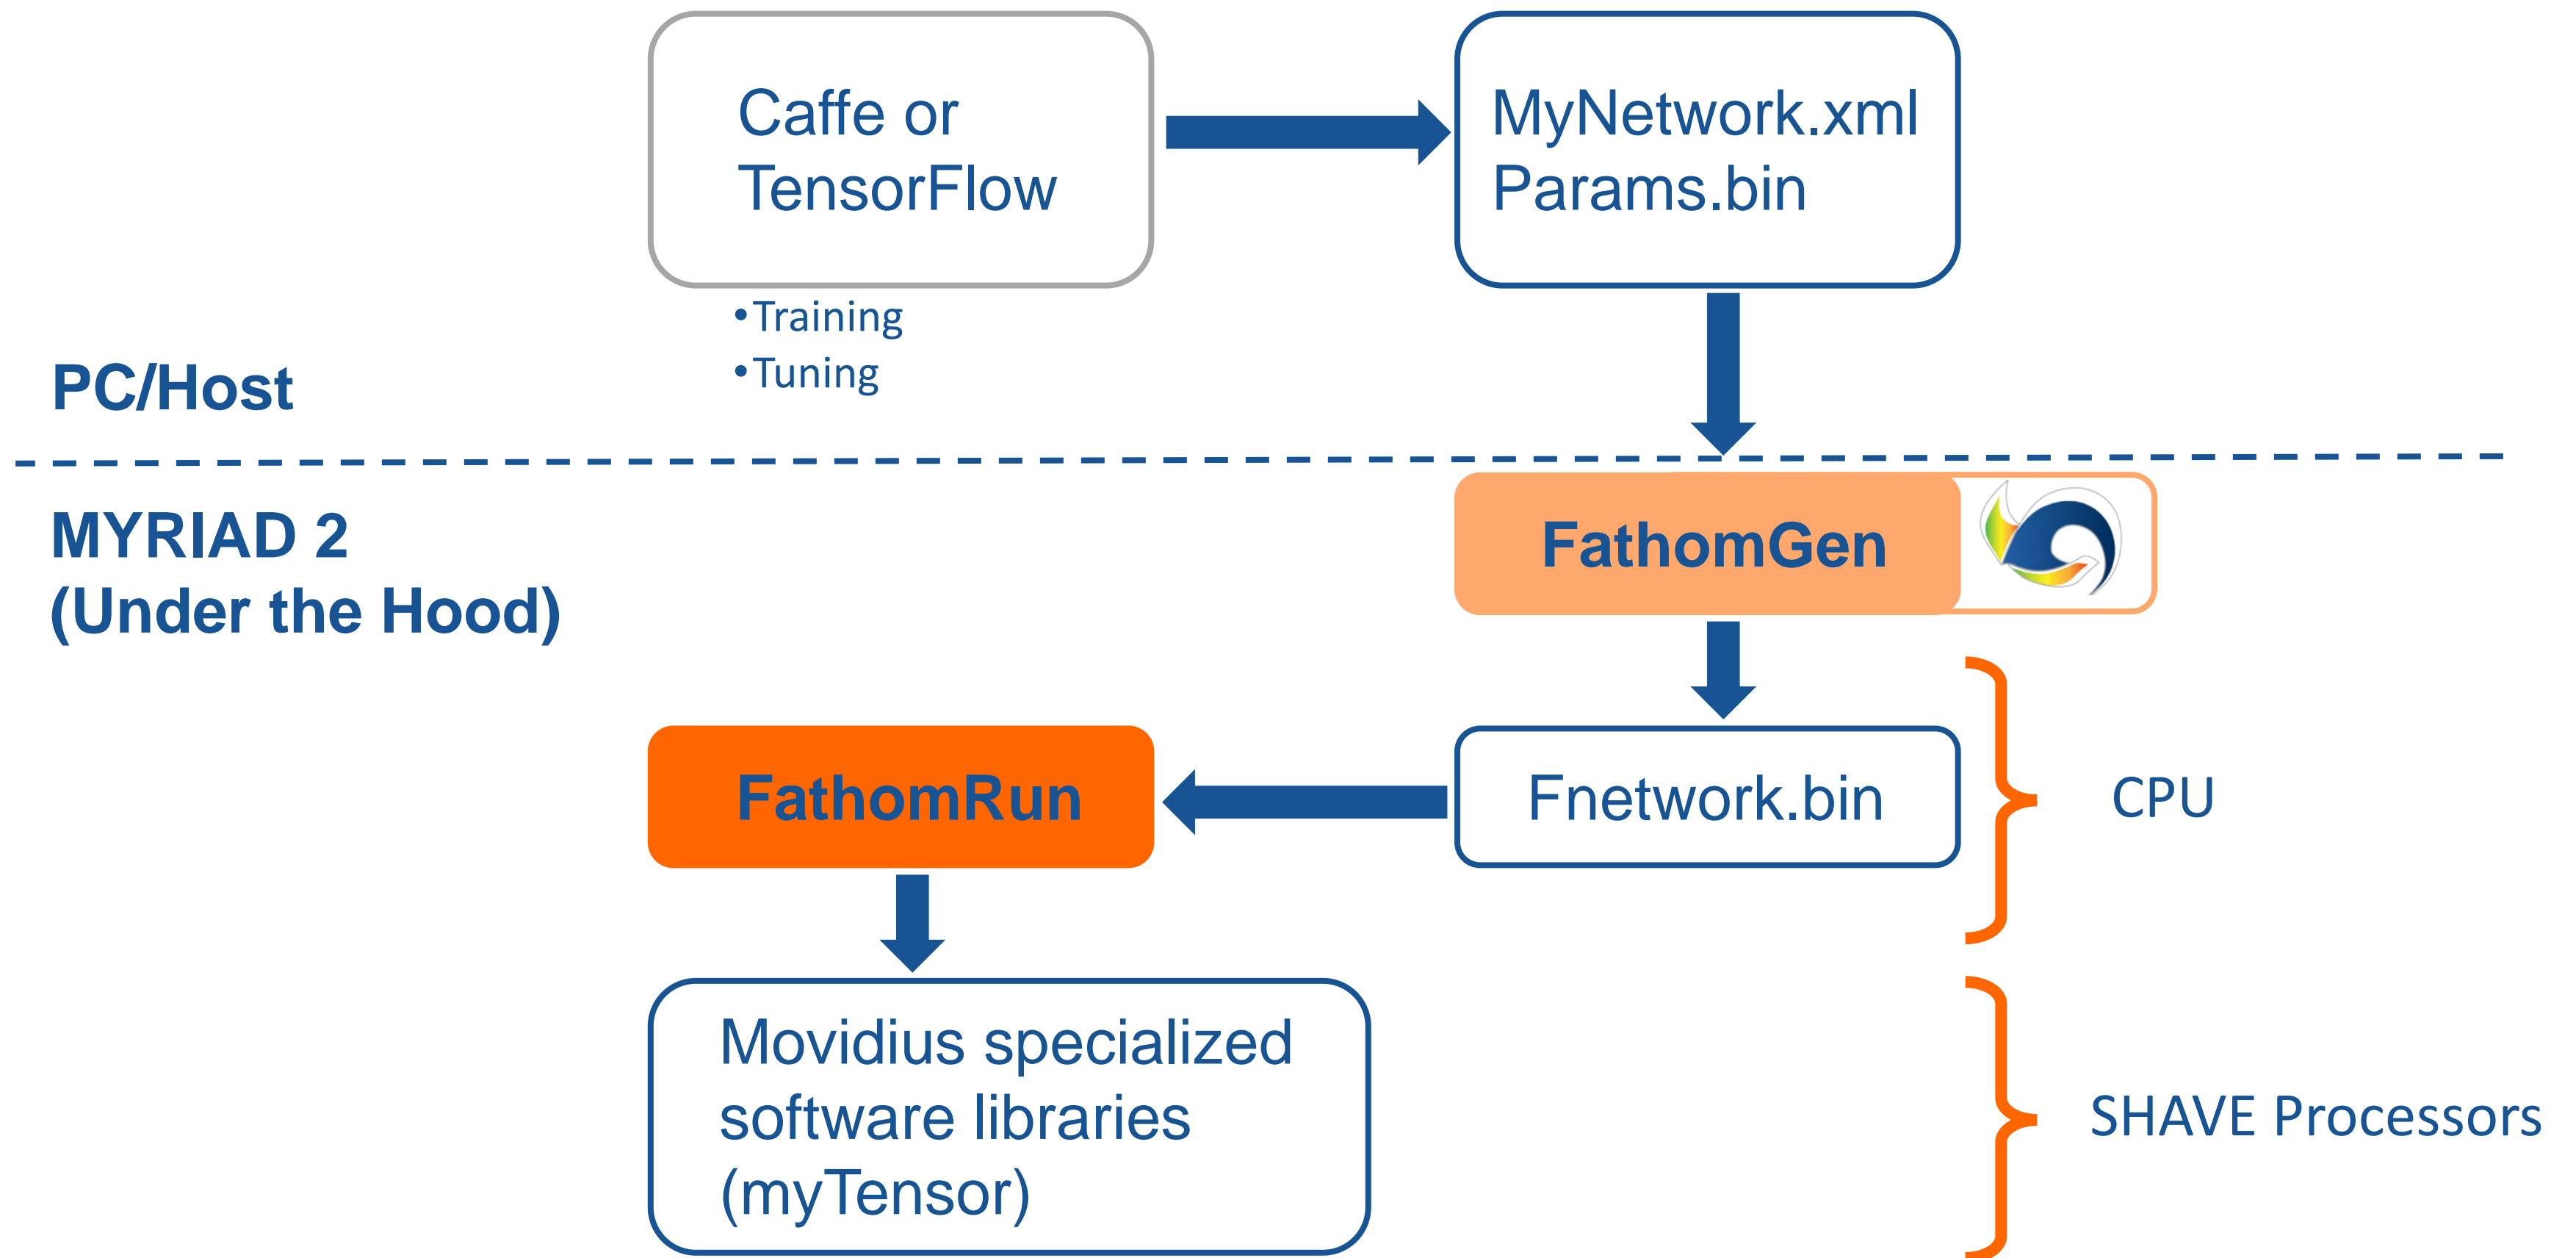 Caffe or
TensorFlow
MyNetwork.xml
Params.bin
•Training
•Tuning
PC/Host
MYRIAD 2
(Under the Hood)
FathomGen
FathomRun
Fnetwork.bin
CPU
Movidius specialized
software libraries
(myTensor)
SHAVE Processors